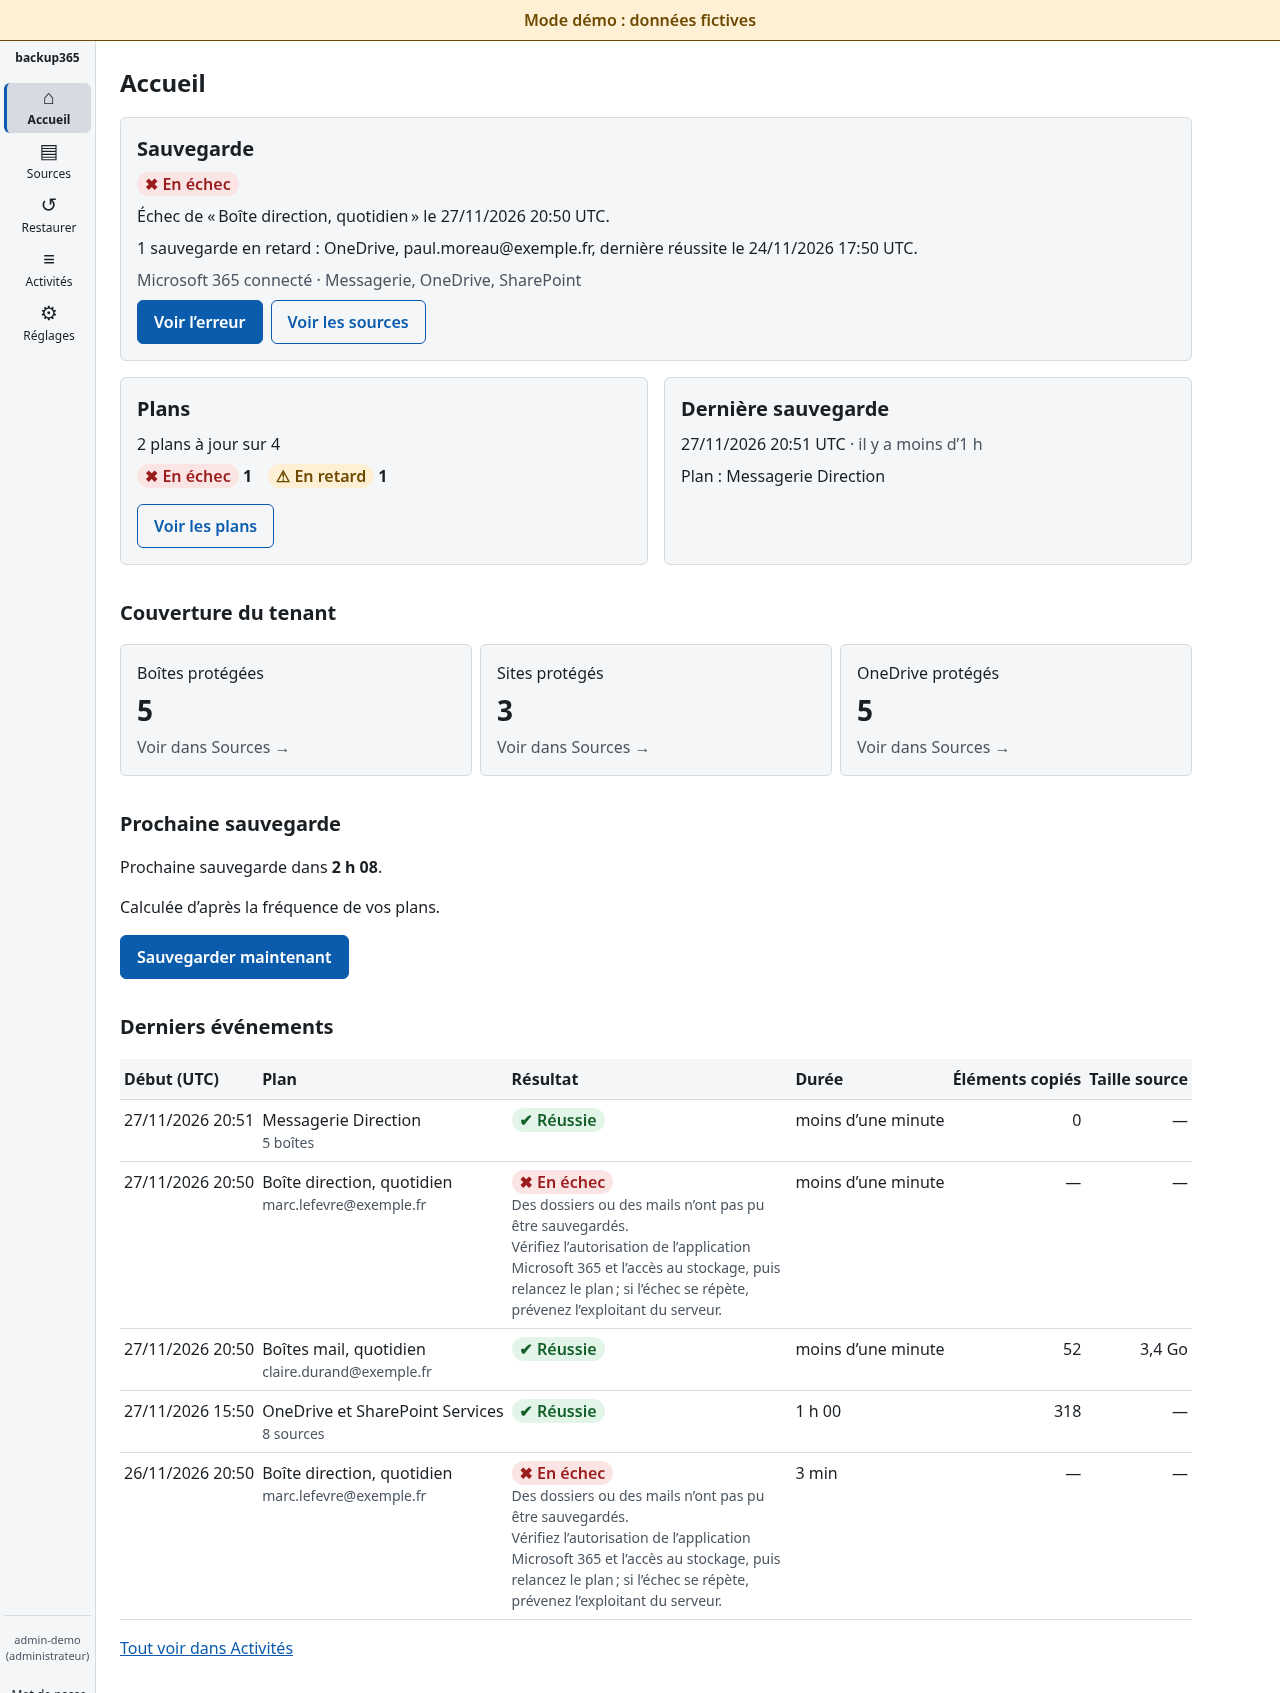 Mode démo : données fictives
backup365
Accueil
Sources
Restaurer
Activités
Réglages
admin-demo
(administrateur)
Accueil
Sauvegarde
✖ En échec
Échec de « Boîte direction, quotidien » le 27/11/2026 20:50 UTC.
1 sauvegarde en retard : OneDrive, paul.moreau@exemple.fr, dernière réussite le 24/11/2026 17:50 UTC.
Microsoft 365 connecté · Messagerie, OneDrive, SharePoint
Voir l’erreur Voir les sources
Plans
2 plans à jour sur 4
✖ En échec 1 ⚠ En retard 1
Voir les plans
Dernière sauvegarde
27/11/2026 20:51 UTC · il y a moins d’1 h
Plan : Messagerie Direction
Couverture du tenant
Boîtes protégées
5
Voir dans Sources →
Sites protégés
3
Voir dans Sources →
OneDrive protégés
5
Voir dans Sources →
Prochaine sauvegarde
Prochaine sauvegarde dans 2 h 08.
Calculée d’après la fréquence de vos plans.
Sauvegarder maintenant
Derniers événements
Début (UTC) Plan Résultat Durée Éléments copiés Taille source
27/11/2026 20:51 Messagerie Direction ✔ Réussie moins d’une minute 0 —
5 boîtes
27/11/2026 20:50 Boîte direction, quotidien ✖ En échec moins d’une minute — —
marc.lefevre@exemple.fr Des dossiers ou des mails n’ont pas pu
être sauvegardés.
Vérifiez l’autorisation de l’application
Microsoft 365 et l’accès au stockage, puis
relancez le plan ; si l’échec se répète,
prévenez l’exploitant du serveur.
27/11/2026 20:50 Boîtes mail, quotidien ✔ Réussie moins d’une minute 52 3,4 Go
claire.durand@exemple.fr
27/11/2026 15:50 OneDrive et SharePoint Services ✔ Réussie 1 h 00 318 —
8 sources
26/11/2026 20:50 Boîte direction, quotidien ✖ En échec 3 min — —
marc.lefevre@exemple.fr Des dossiers ou des mails n’ont pas pu
être sauvegardés.
Vérifiez l’autorisation de l’application
Microsoft 365 et l’accès au stockage, puis
relancez le plan ; si l’échec se répète,
prévenez l’exploitant du serveur.
Tout voir dans Activités